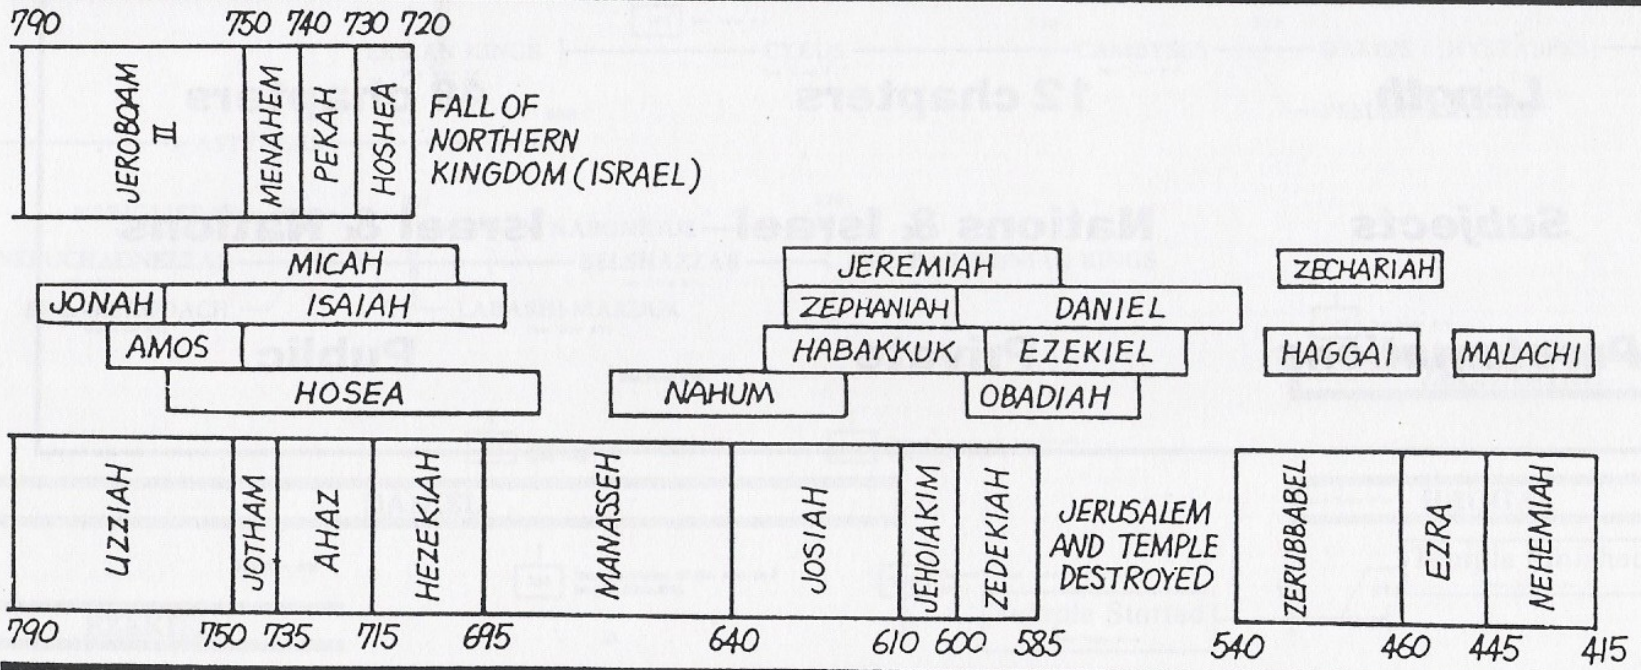 790 750 740 730 720
JEROBOAM
II
MENAHEM
PEKAH
HOSHEA
FALL OF
NORTHERN
KINGDOM (ISRAEL)
Length
12 chapters
chapters
Subjects
Nations & Israel
Israel & Nations
Public
MICAH
JEREMIAH
ZECHARIAH
JONAH
ISAIAH
ZEPHANIAH
DANIEL
AMOS
HABAKKUK
EZEKIEL
HAGGAI
MALACHI
HOSEA
NAHUM
OBADIAH
UZZIAH
JOTHAM
AHAZ
HEZEKIAH
MANASSEH
JOSIAH
JEHOIAKIM
ZEDEKIAH
JERUSALEM
AND TEMPLE
DESTROYED
ZERUBBABEL
EZRA
NEHEMIAH
790 750 735 715 695 640 610 600 585 540 460 445 415